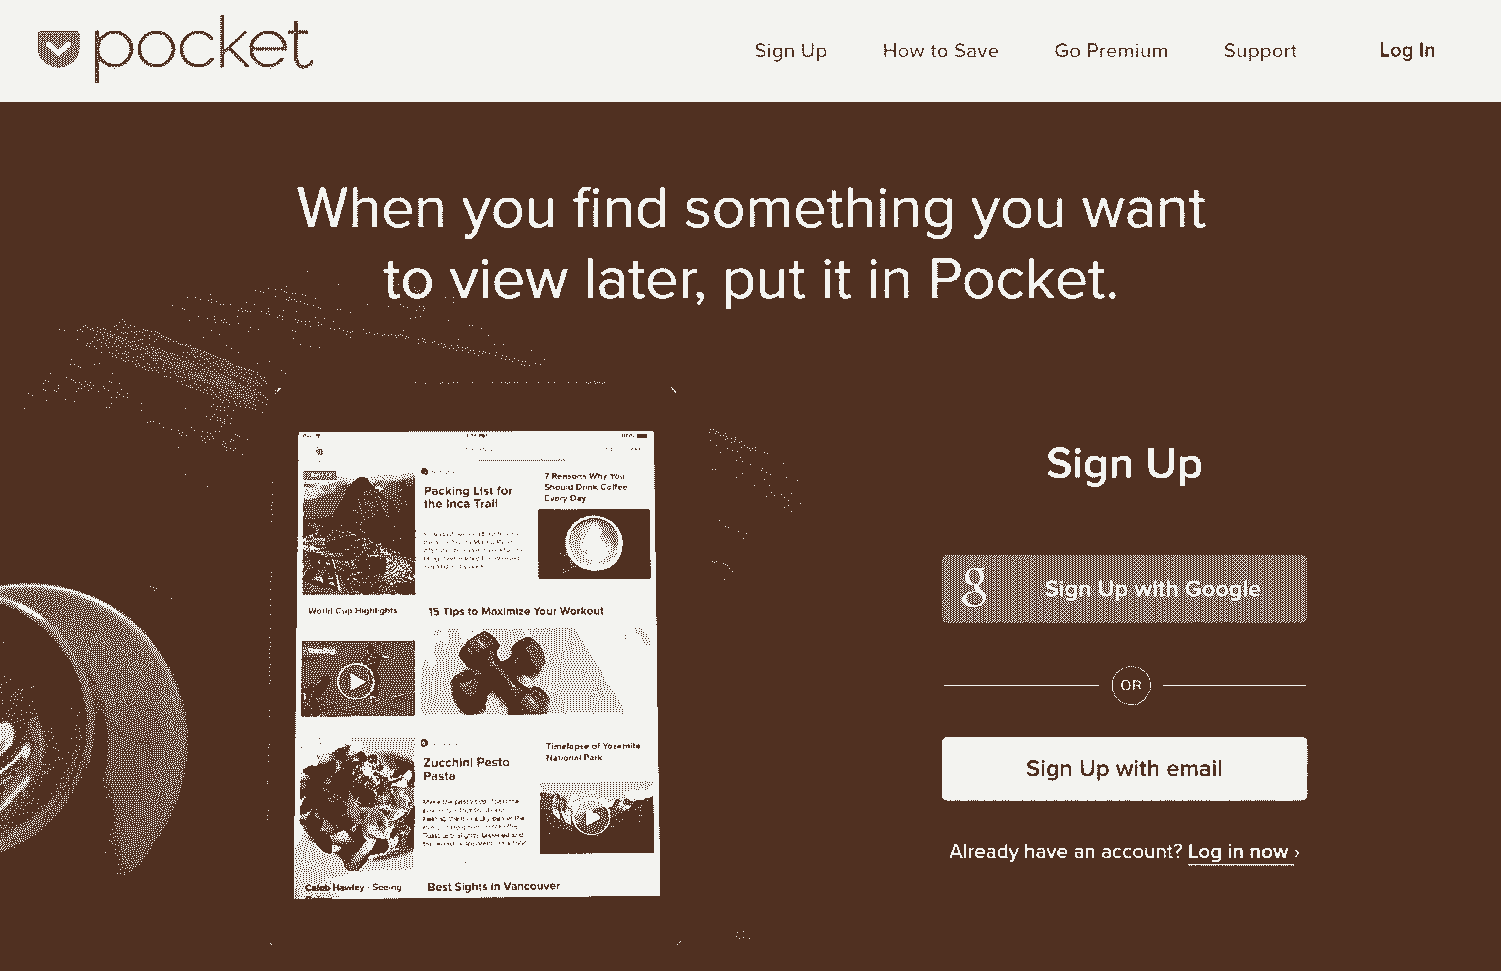 pocket
Sign Up
How to Save
Go Premium
Support
Log In
When you find something you want
to view later, put it in Pocket.
Packing List for
the Inca Trail
7 Reasons Why You
Should Drink Coffee
Every Day
World Cup Highlights
15 Tips to Maximize Your Workout
Zucchini Pesto
Pasta
Timelapse of Yosemite
National Park
Caleb Hawley - Seeing
Best Sights in Vancouver
Sign Up
g
Sign Up with Google
OR
Sign Up with email
Already have an account? Log in now ›